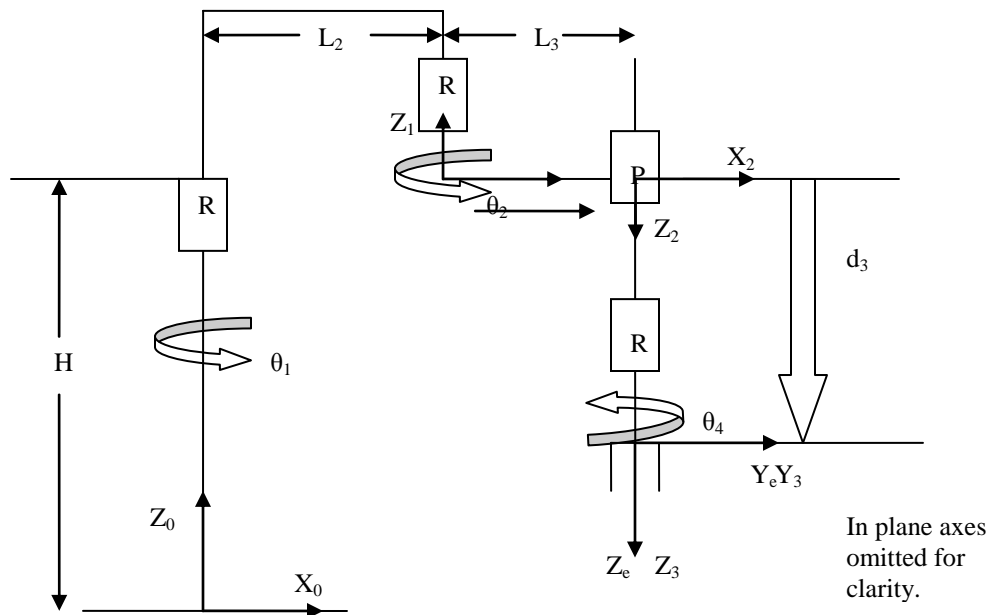 L2
L3
R
Z1
X2
R
P
θ2
Z2
d3
H
θ1
R
θ4
YeY3
Z0
In plane axes
omitted for
clarity.
Ze Z3
X0